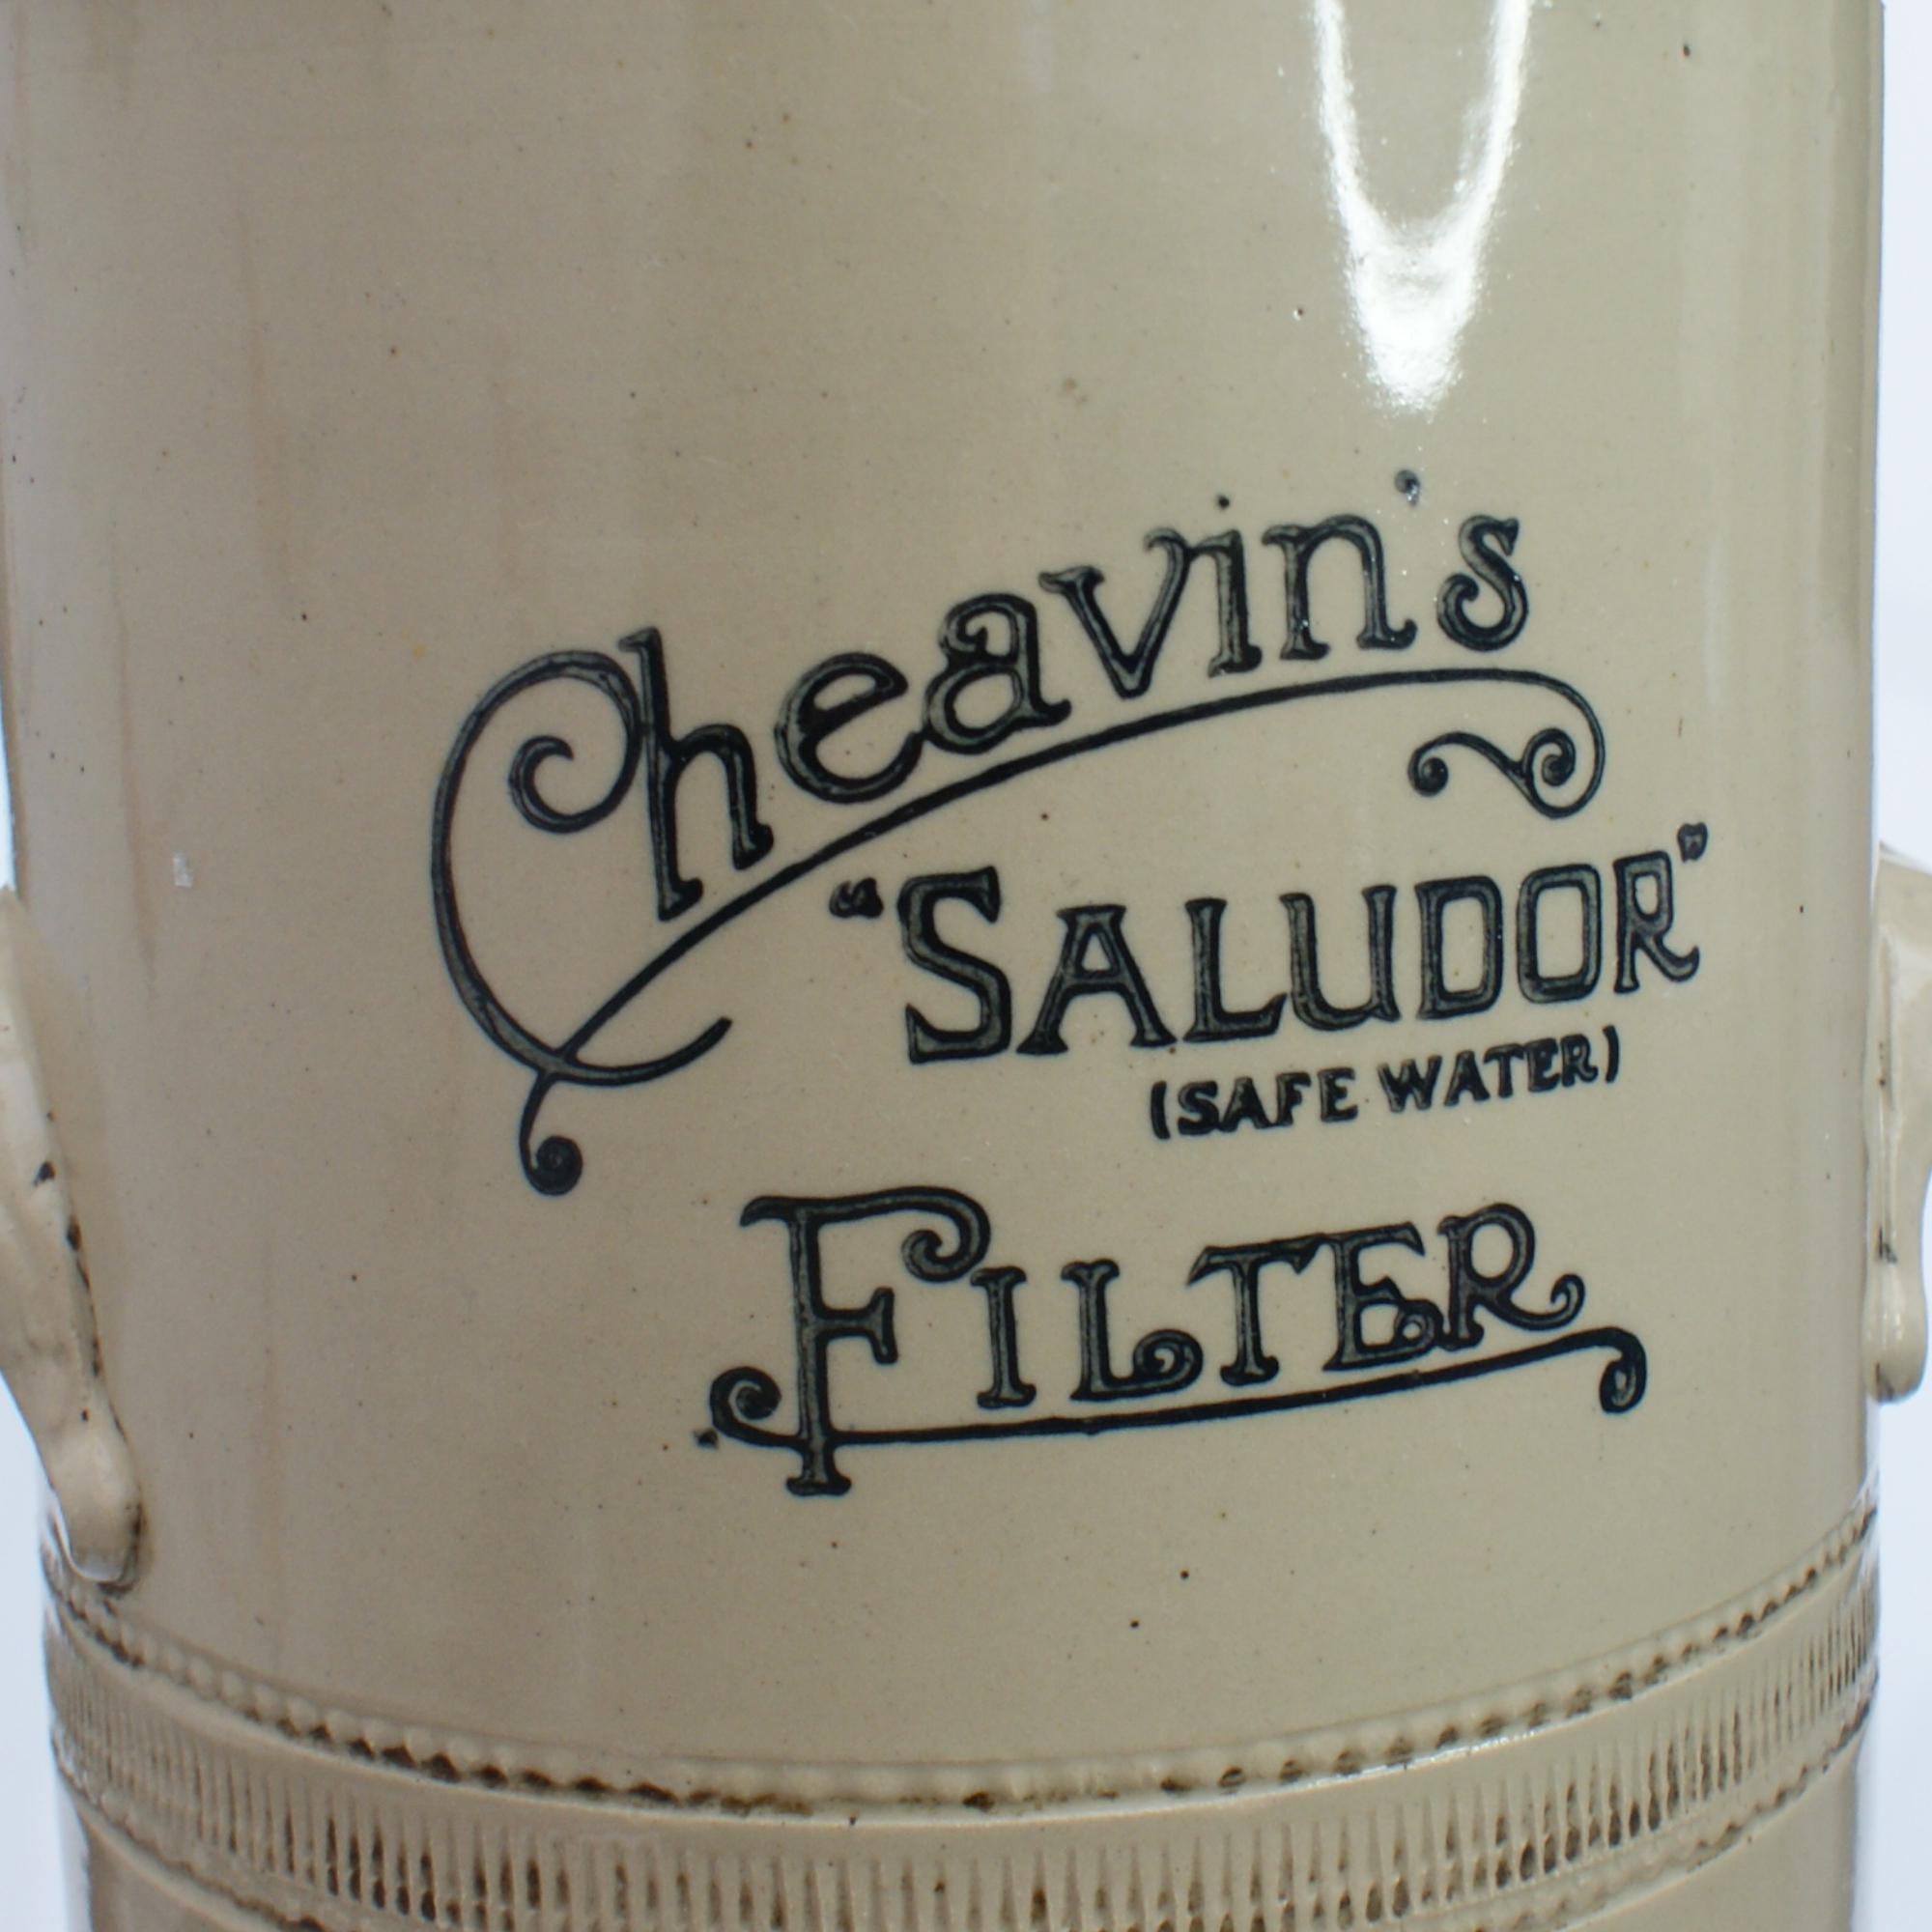 Cheavin's
“SALUDOR”
(SAFE WATER)
FILTER